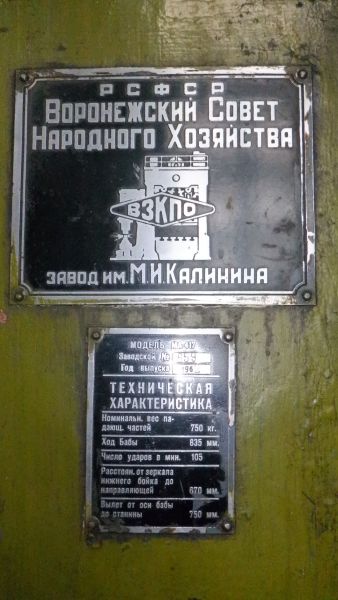 РСФСР
Воронежский Совет
Народного Хозяйства
ВЗКПО
завод им. М.И.Калинина
Модель
Заводской №
Год выпуска
Техническая
характеристика
Номинальн. вес па-
дающ. частей 750 кг.
Ход Бабы 835 мм.
Число ударов в мин. 105
Расстоян. от зеркала
нижнего бойка до
направляющей 670 мм.
Вылет от оси бабы
до станины 750 мм.